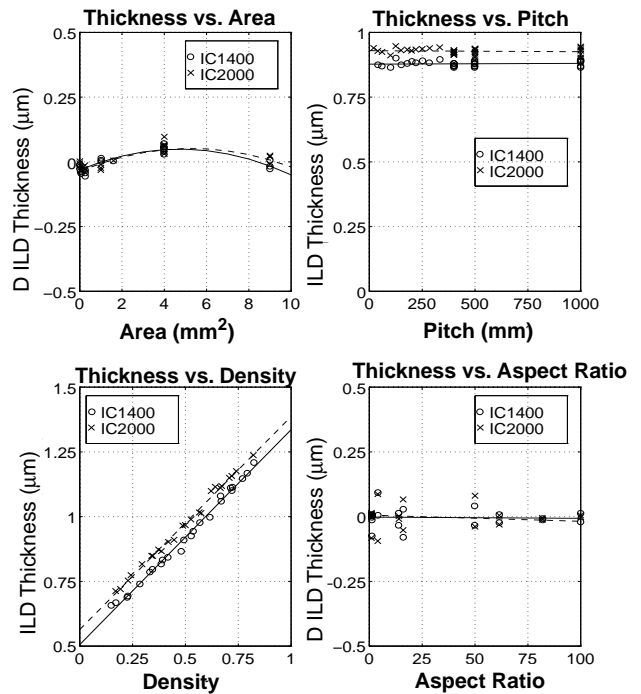 Thickness vs. Area
0.5
0.25
0
−0.25
−0.5
0
2
4
6
8
10
D ILD Thickness (µm)
Area (mm2)
IC1400
IC2000
Thickness vs. Pitch
1
0.75
0.5
0.25
0
0
250
500
750
1000
ILD Thickness (µm)
Pitch (mm)
IC1400
IC2000
Thickness vs. Density
1.5
1.25
1
0.75
0.5
0
0.25
0.5
0.75
1
ILD Thickness (µm)
Density
IC1400
IC2000
Thickness vs. Aspect Ratio
0.5
0.25
0
−0.25
−0.5
0
25
50
75
100
D ILD Thickness (µm)
Aspect Ratio
IC1400
IC2000